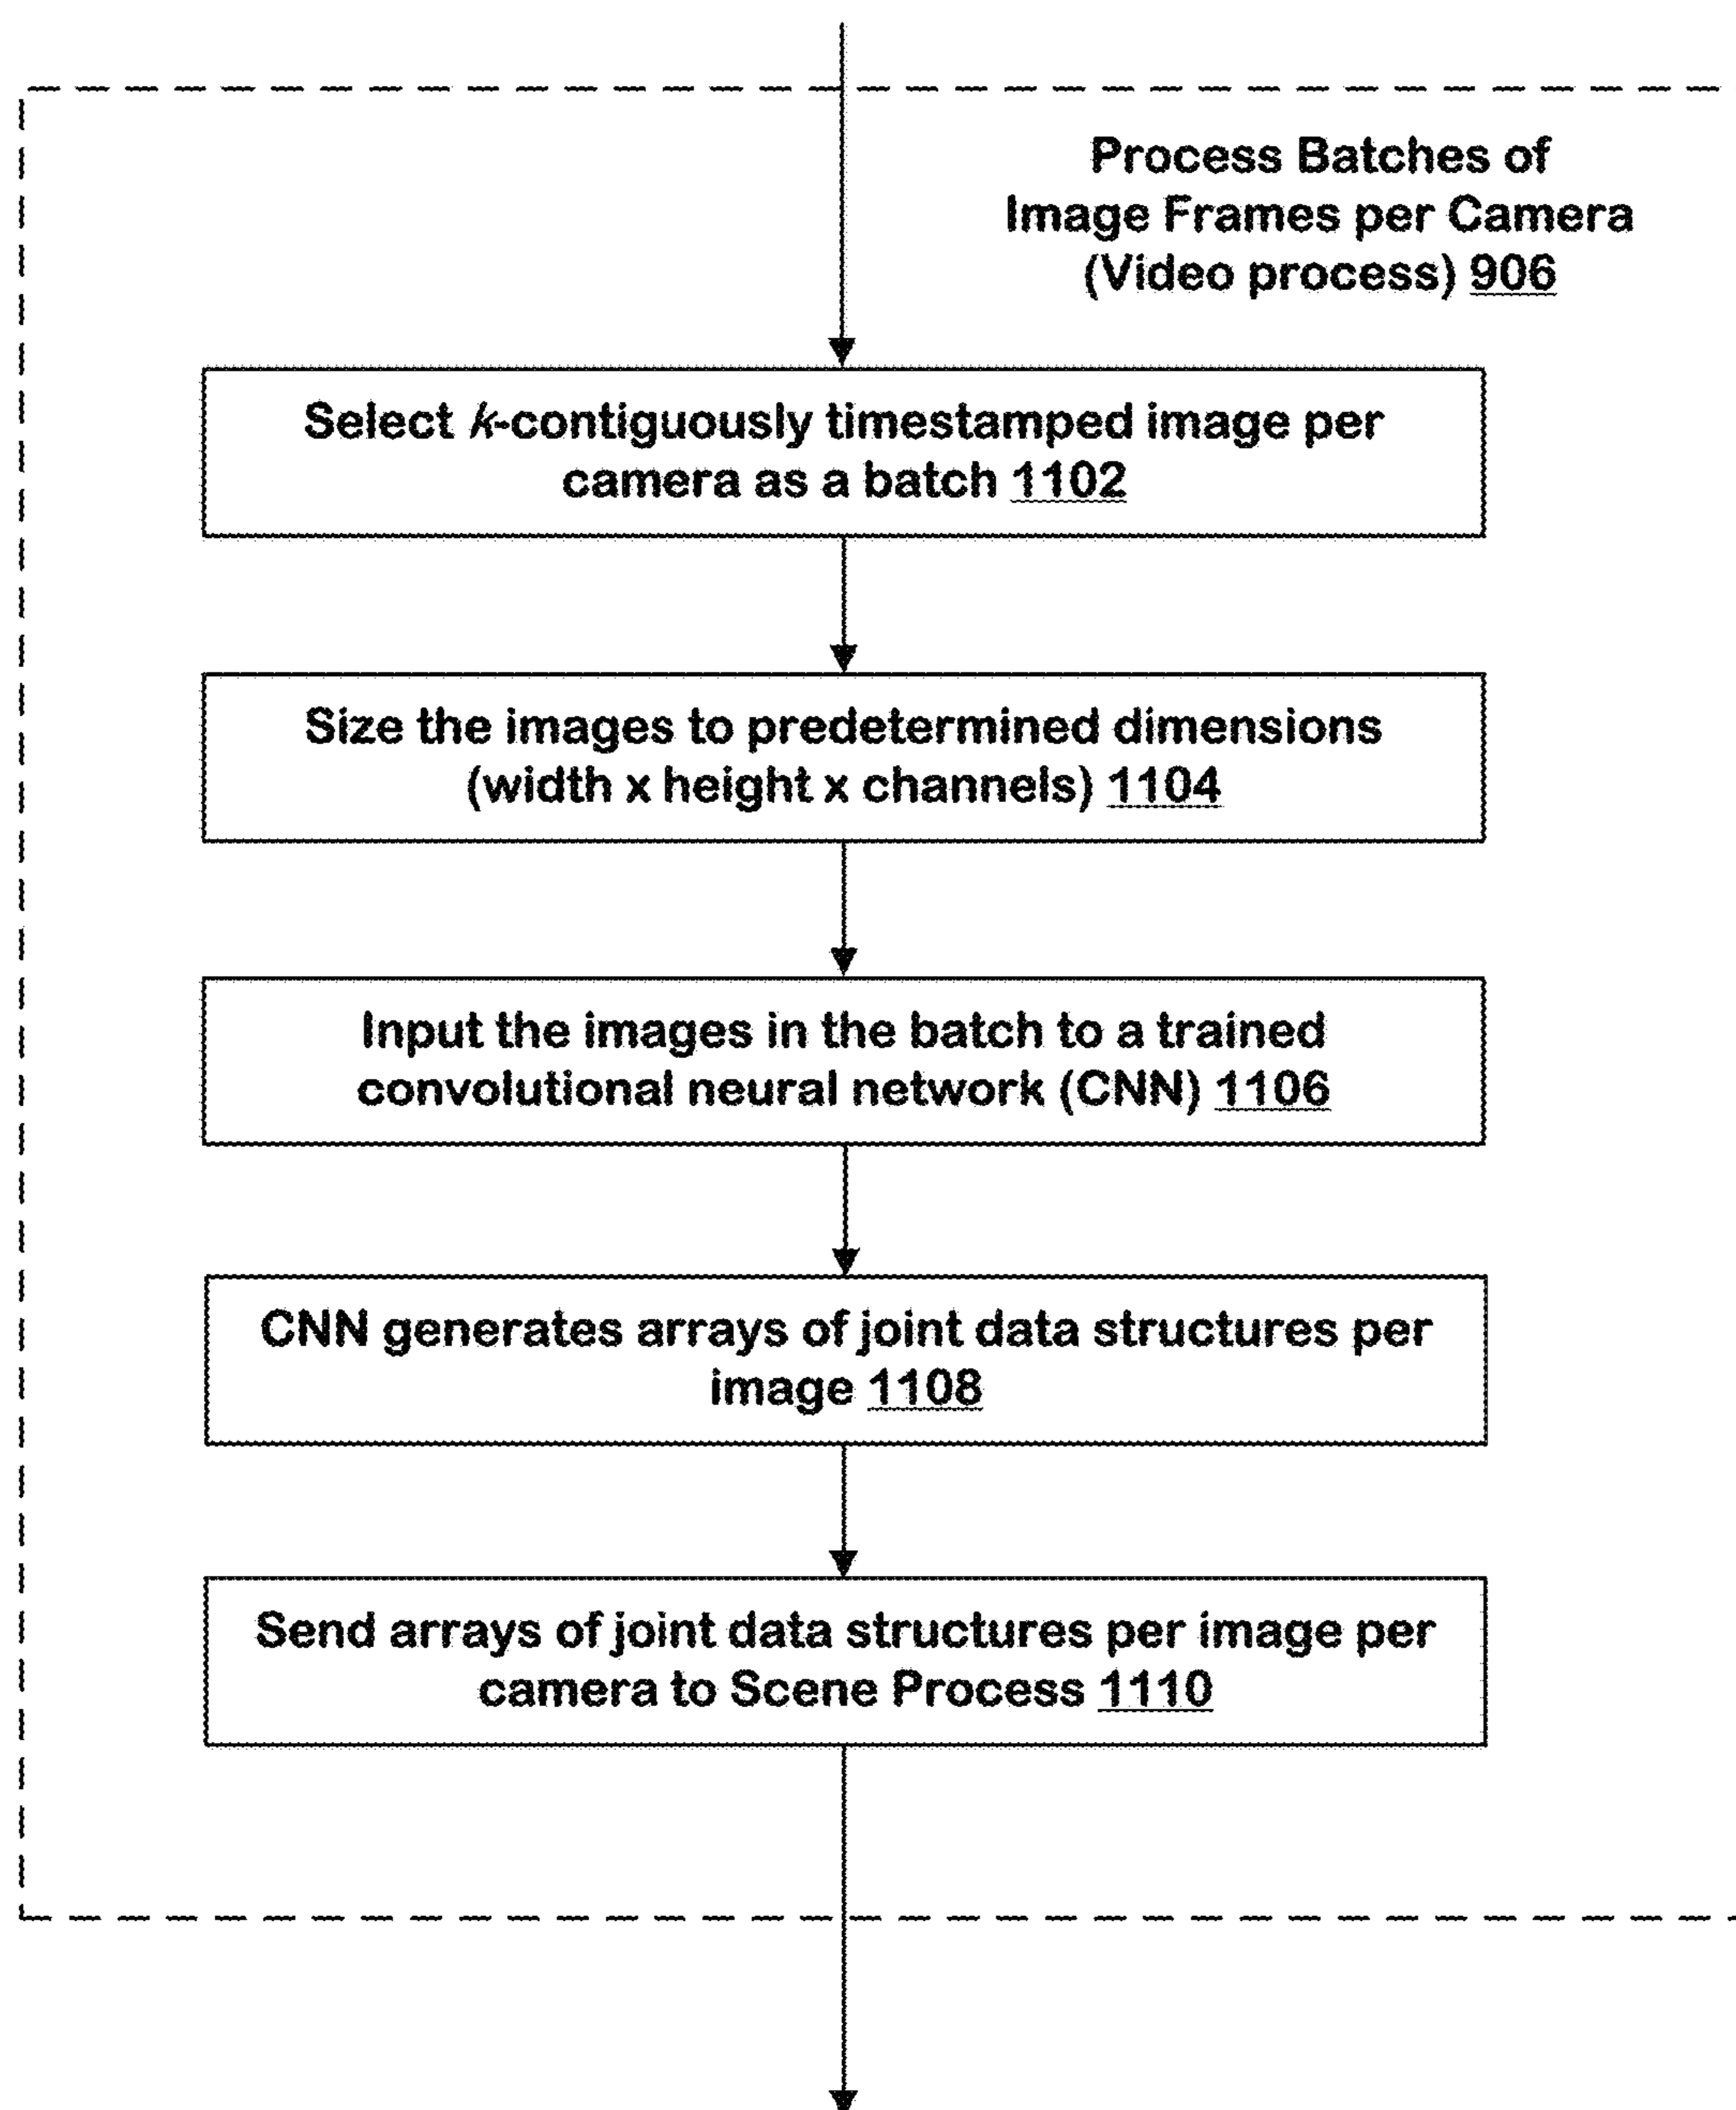 Process Batches of
Image Frames per Camera
(Video process) 906
Select k-contiguously timestamped image per
camera as a batch 1102
Size the images to predetermined dimensions
(width x height x channels) 1104
Input the images in the batch to a trained
convolutional neural network (CNN) 1106
CNN generates arrays of joint data structures per
image 1108
Send arrays of joint data structures per image per
camera to Scene Process 1110